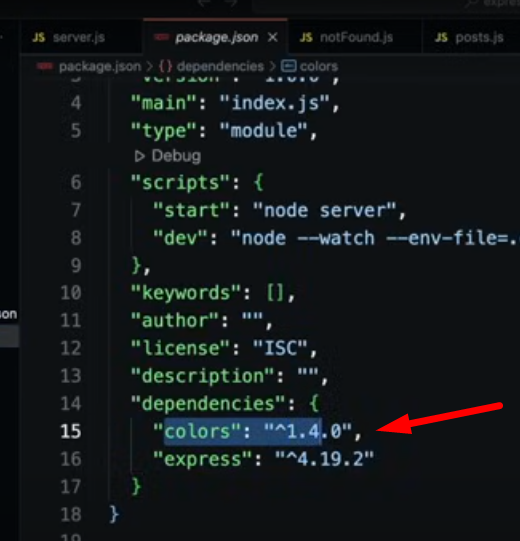 expres
JS server.js
package.json ×
JS notFound.js
JS posts.js
package.json > {} dependencies > colors
3 "version": "1.0.0",
4 "main": "index.js",
5 "type": "module",
Debug
6 "scripts": {
7 "start": "node server",
8 "dev": "node --watch --env-file=.
9 },
10 "keywords": [],
11 "author": "",
12 "license": "ISC",
13 "description": "",
14 "dependencies": {
son
15 "colors": "^1.4.0",
16 "express": "^4.19.2"
17 }
18 }
19